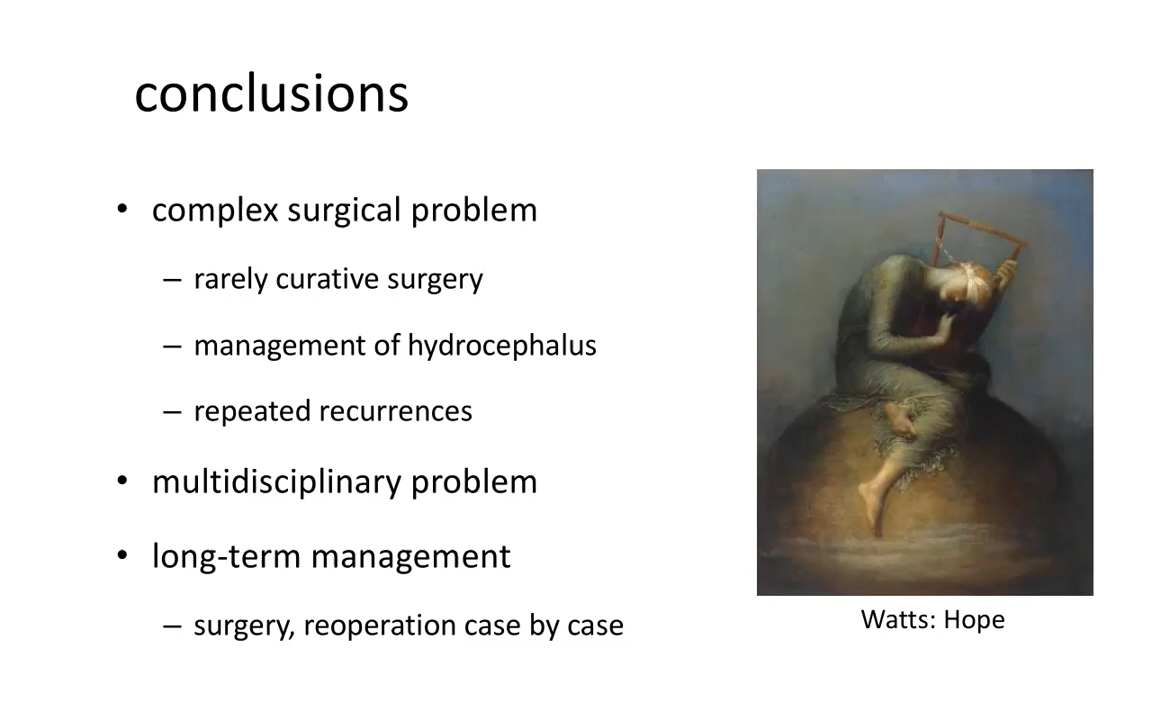 conclusions
• complex surgical problem
– rarely curative surgery
– management of hydrocephalus
– repeated recurrences
• multidisciplinary problem
• long-term management
– surgery, reoperation case by case
Watts: Hope